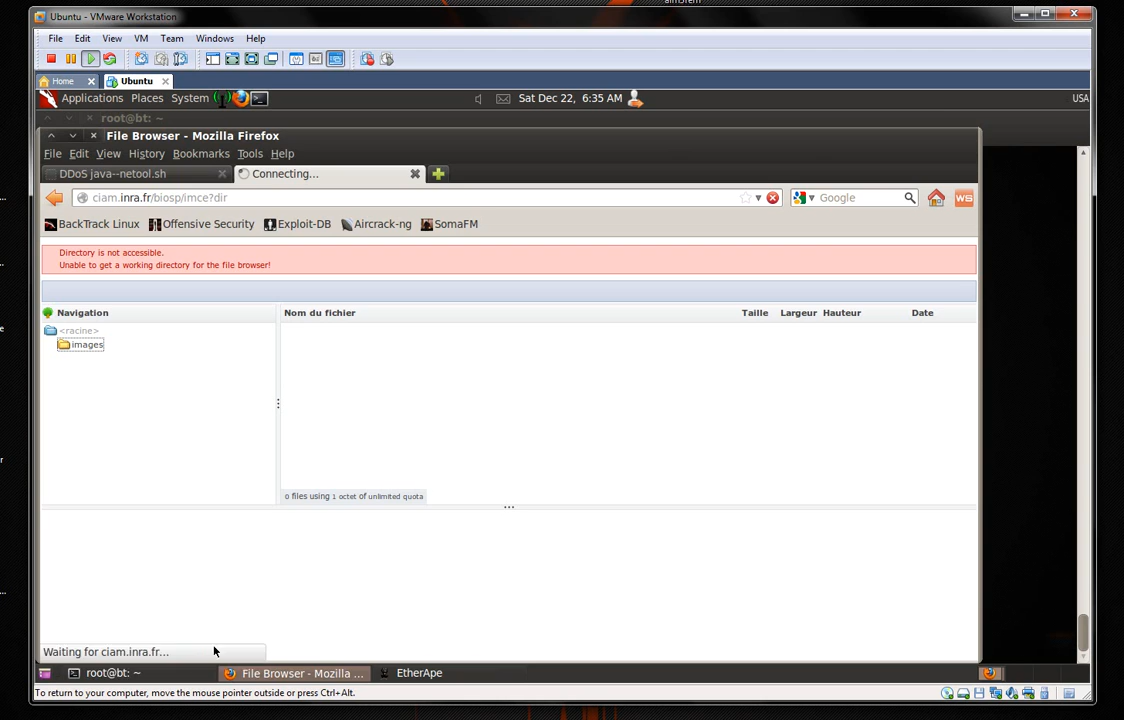 Ubuntu - VMware Workstation
File Edit View VM Team Windows Help
Home Ubuntu
Applications Places System Sat Dec 22, 6:35 AM USA
root@bt: ~
File Browser - Mozilla Firefox
File Edit View History Bookmarks Tools Help
DDoS java--netool.sh Connecting...
ciam.inra.fr/biosp/imce?dir Google WS
BackTrack Linux Offensive Security Exploit-DB Aircrack-ng SomaFM
Directory is not accessible.
Unable to get a working directory for the file browser!
Navigation Nom du fichier Taille Largeur Hauteur Date
<racine>
images
0 files using 1 octet of unlimited quota
Waiting for ciam.inra.fr...
root@bt: ~ File Browser - Mozilla ... EtherApe
To return to your computer, move the mouse pointer outside or press Ctrl+Alt.